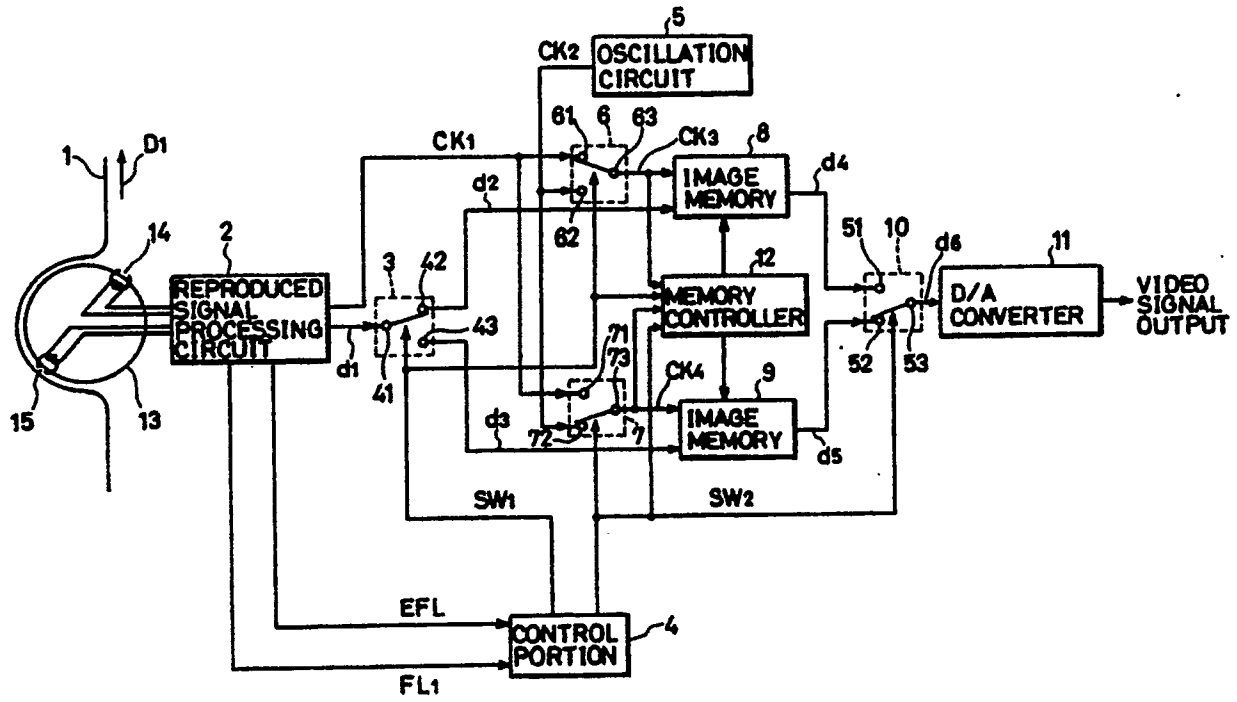 5
CK2
OSCILLATION
CIRCUIT
61
6
63
1
D1
CK1
CK3
8
IMAGE
MEMORY
d4
d2
62
14
2
3
42
12
51
10
d6
11
REPRODUCED
SIGNAL
PROCESSING
CIRCUIT
MEMORY
CONTROLLER
D/A
CONVERTER
VIDEO
SIGNAL
OUTPUT
43
71
73
d1
41
52
53
15
13
CK4
9
IMAGE
MEMORY
d3
72
7
d5
SW1
SW2
EFL
CONTROL
PORTION
4
FL1